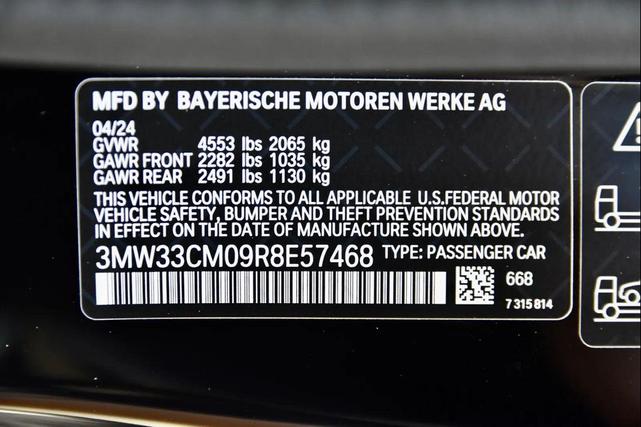 MFD BY BAYERISCHE MOTOREN WERKE AG
04/24
GVWR 4553 lbs 2065 kg
GAWR FRONT 2282 lbs 1035 kg
GAWR REAR 2491 lbs 1130 kg
THIS VEHICLE CONFORMS TO ALL APPLICABLE U.S.FEDERAL MOTOR
VEHICLE SAFETY, BUMPER AND THEFT PREVENTION STANDARDS
IN EFFECT ON THE DATE OF MANUFACTURE SHOWN ABOVE.
3MW33CM09R8E57468 TYPE: PASSENGER CAR
668
7 315 814